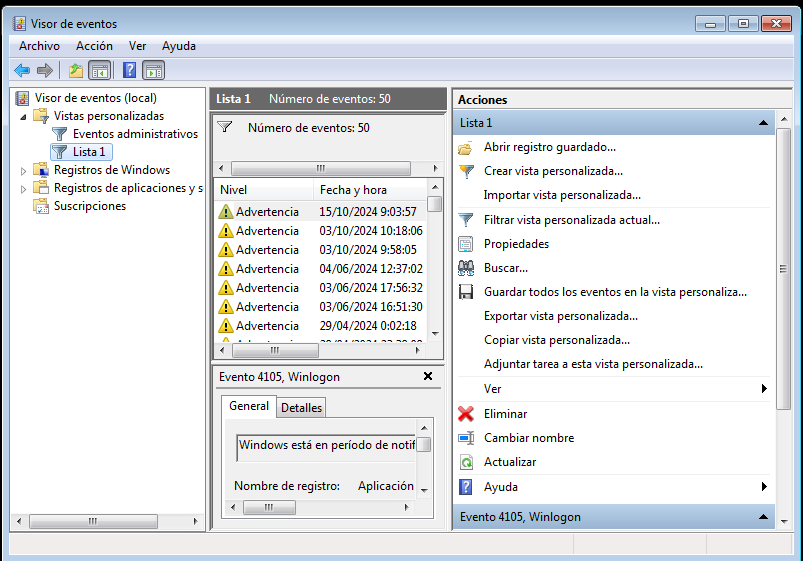 Visor de eventos
Archivo Acción Ver Ayuda
Visor de eventos (local)
Vistas personalizadas
Eventos administrativos
Lista 1
Registros de Windows
Registros de aplicaciones y s
Suscripciones
Lista 1 Número de eventos: 50
Número de eventos: 50
Nivel Fecha y hora
Advertencia 15/10/2024 9:03:57
Advertencia 03/10/2024 10:18:06
Advertencia 03/10/2024 9:58:05
Advertencia 04/06/2024 12:37:02
Advertencia 03/06/2024 17:56:32
Advertencia 03/06/2024 16:51:30
Advertencia 29/04/2024 0:02:18
Evento 4105, Winlogon
General Detalles
Windows está en período de notif
Nombre de registro: Aplicación
Acciones
Lista 1
Abrir registro guardado...
Crear vista personalizada...
Importar vista personalizada...
Filtrar vista personalizada actual...
Propiedades
Buscar...
Guardar todos los eventos en la vista personaliza...
Exportar vista personalizada...
Copiar vista personalizada...
Adjuntar tarea a esta vista personalizada...
Ver
Eliminar
Cambiar nombre
Actualizar
Ayuda
Evento 4105, Winlogon